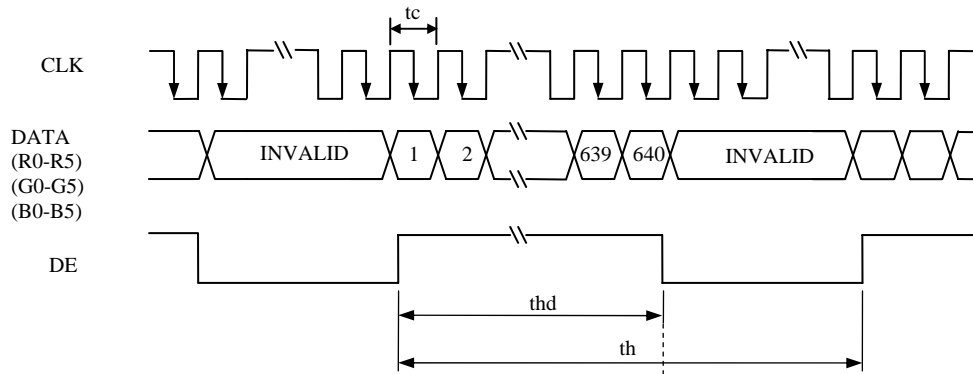 tc
CLK
DATA
(R0-R5)
(G0-G5)
(B0-B5)
INVALID 1 2 639 640 INVALID
DE
thd
th